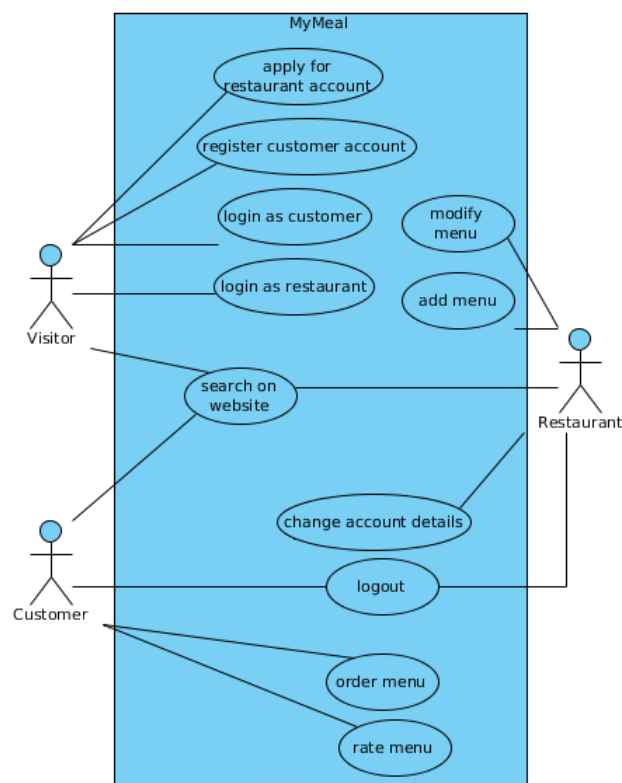 MyMeal
apply for
restaurant account
register customer account
login as customer
modify
menu
login as restaurant
add menu
Visitor
search on
website
Restaurant
change account details
logout
Customer
order menu
rate menu